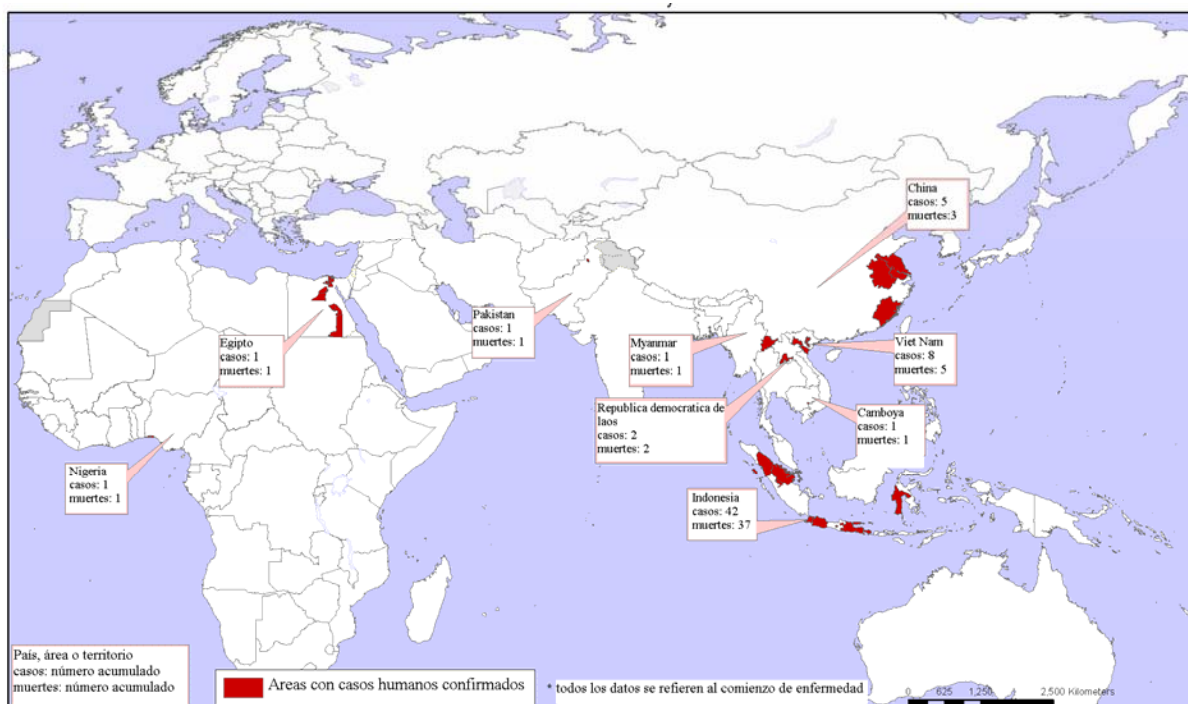 China
casos: 5
muertes:3
Pakistan
casos: 1
muertes: 1
Egipto
casos: 1
muertes: 1
Myanmar
casos: 1
muertes: 1
Viet Nam
casos: 8
muertes: 5
Republica democratica de
laos
casos: 2
muertes: 2
Camboya
casos: 1
muertes: 1
Nigeria
casos: 1
muertes: 1
Indonesia
casos: 42
muertes: 37
País, área o territorio
casos: número acumulado
muertes: número acumulado
Areas con casos humanos confirmados
* todos los datos se refieren al comienzo de enfermedad
0 625 1,250 2,500 Kilometers